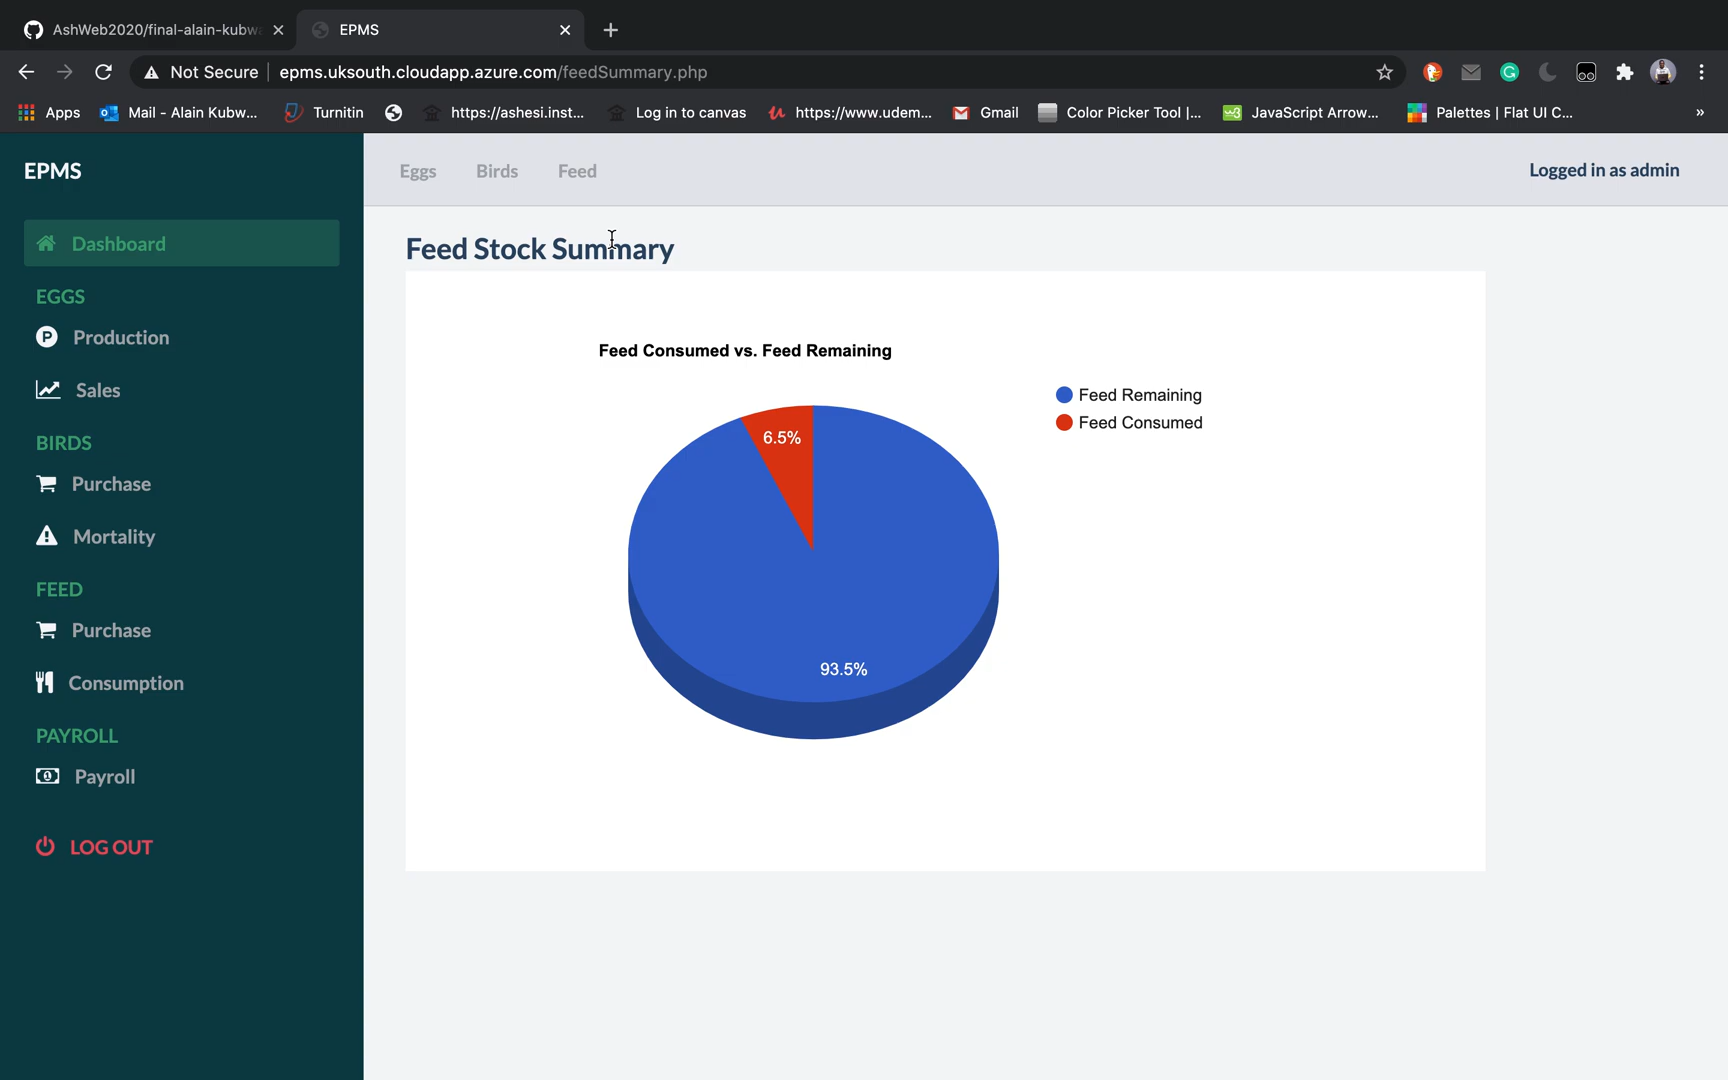 AshWeb2020/final-alain-kubw
EPMS
Not Secure
epms.uksouth.cloudapp.azure.com/feedSummary.php
Apps
Mail - Alain Kubw...
Turnitin
https://ashesi.inst...
Log in to canvas
https://www.udem...
Gmail
Color Picker Tool |...
JavaScript Arrow...
Palettes | Flat UI C...
»
EPMS
Eggs
Birds
Feed
Logged in as admin
Dashboard
EGGS
Production
Sales
BIRDS
Purchase
Mortality
FEED
Purchase
Consumption
PAYROLL
Payroll
LOG OUT
Feed Stock Summary
Feed Consumed vs. Feed Remaining
Feed Remaining
Feed Consumed
6.5%
93.5%